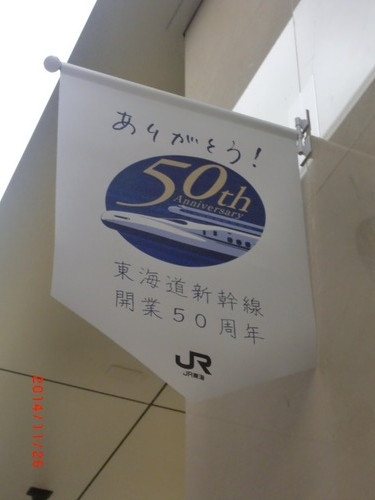 ありがとう！
50th
Anniversary
東海道新幹線
開業50周年
JR
JR東海
2014/11/26